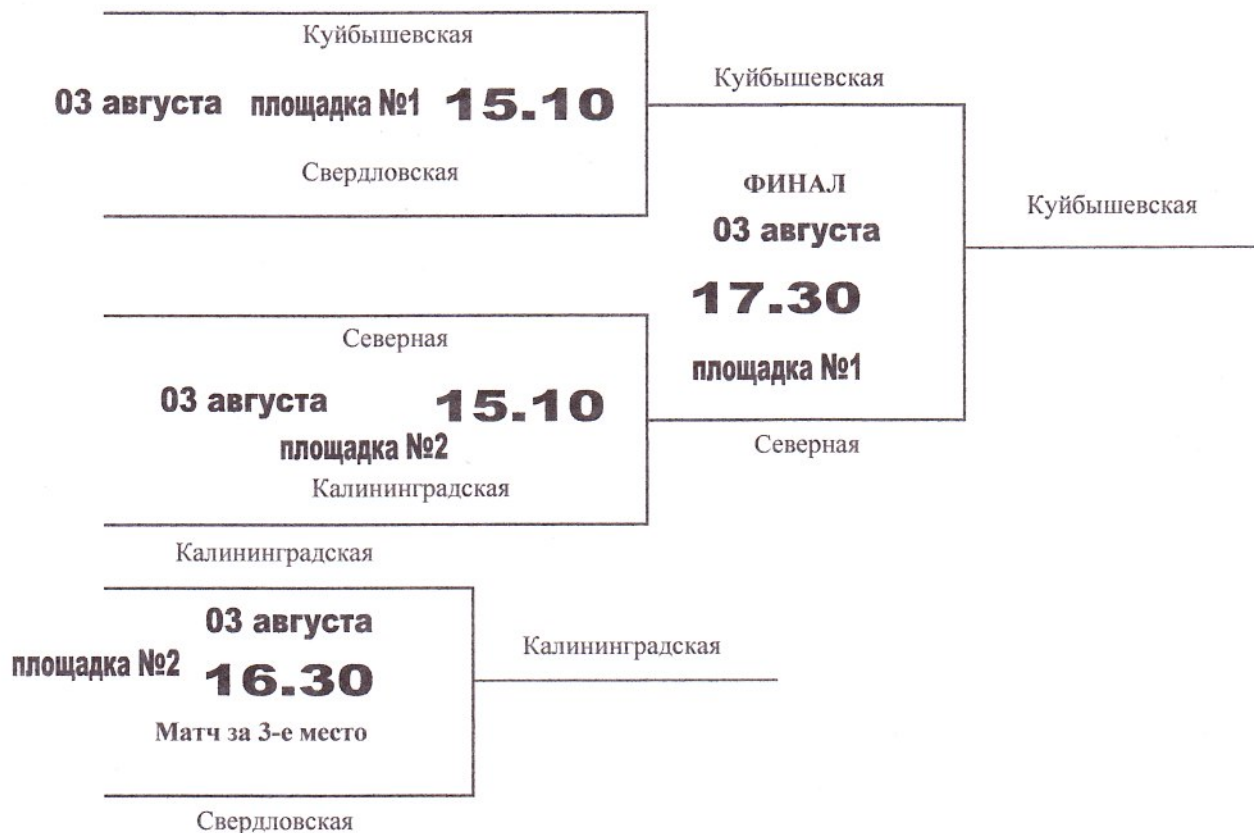 Куйбышевская
03 августа площадка №1 15.10
Свердловская
Куйбышевская
ФИНАЛ
03 августа
17.30
площадка №1
Куйбышевская
Северная
03 августа 15.10
площадка №2
Калининградская
Северная
Калининградская
03 августа
площадка №2 16.30
Матч за 3-е место
Калининградская
Свердловская